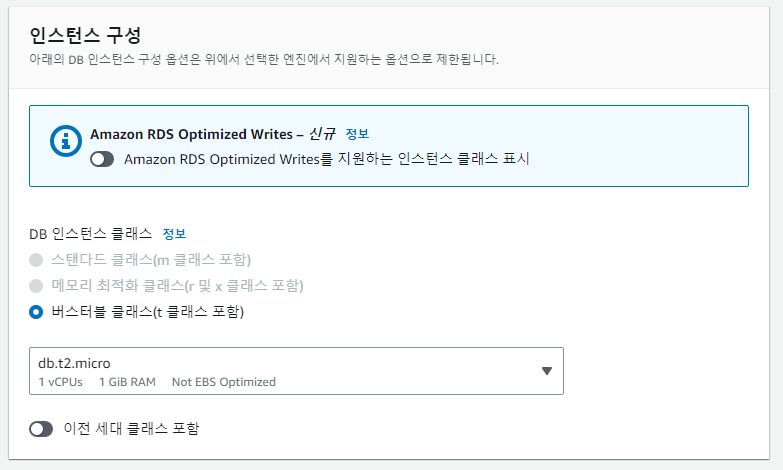 인스턴스 구성
아래의 DB 인스턴스 구성 옵션은 위에서 선택한 엔진에서 지원하는 옵션으로 제한됩니다.
Amazon RDS Optimized Writes – 신규 정보
Amazon RDS Optimized Writes를 지원하는 인스턴스 클래스 표시
DB 인스턴스 클래스 정보
스탠다드 클래스(m 클래스 포함)
메모리 최적화 클래스(r 및 x 클래스 포함)
버스터블 클래스(t 클래스 포함)
db.t2.micro
1 vCPUs 1 GiB RAM Not EBS Optimized
이전 세대 클래스 포함